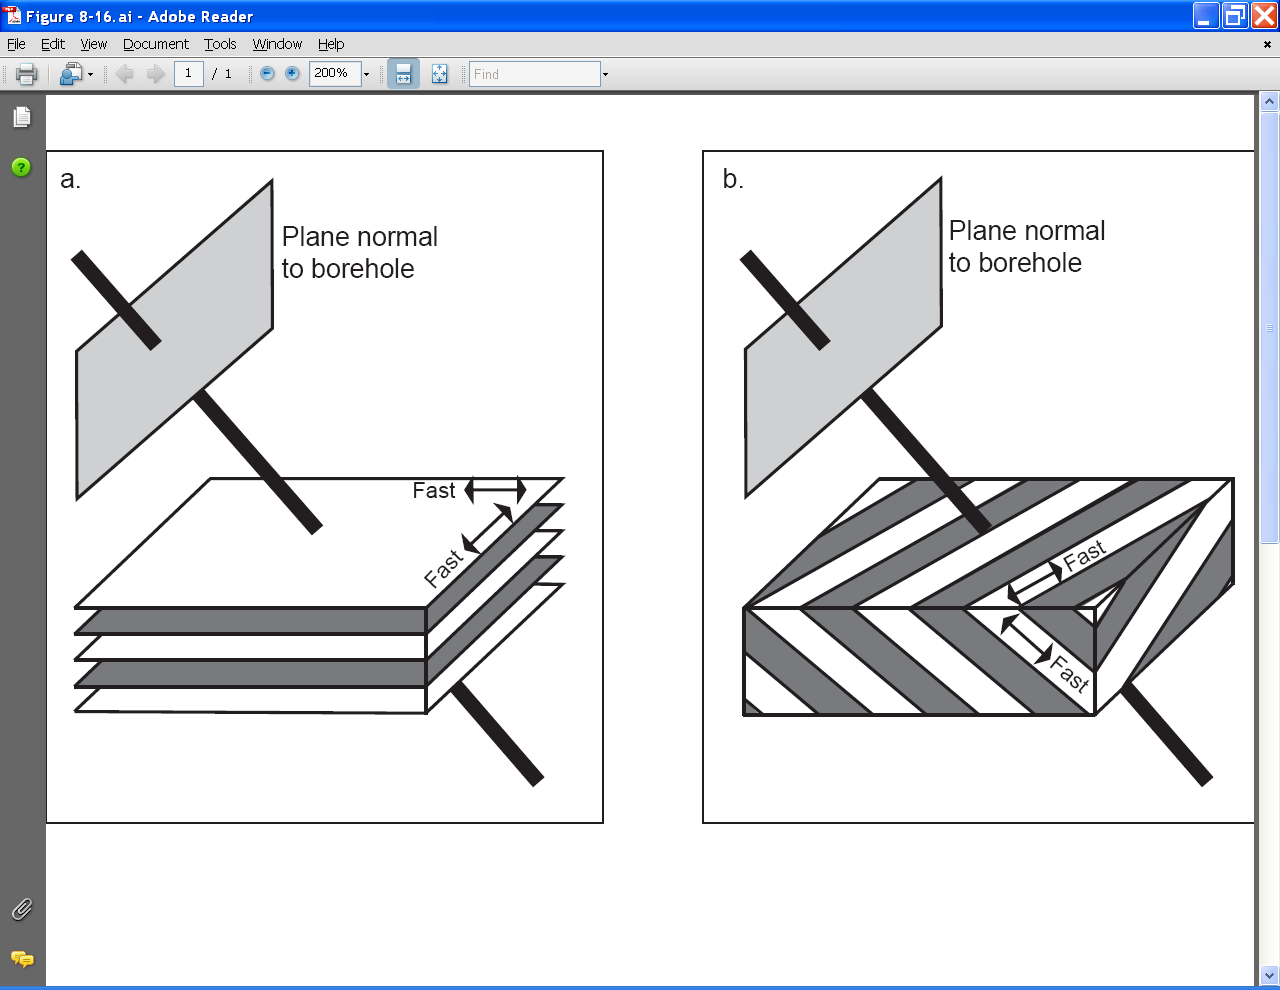 Figure 8-16.ai - Adobe Reader
File Edit View Document Tools Window Help
1 / 1 200% Find
a.
Plane normal
to borehole
Fast
Fast
b.
Plane normal
to borehole
Fast
Fast